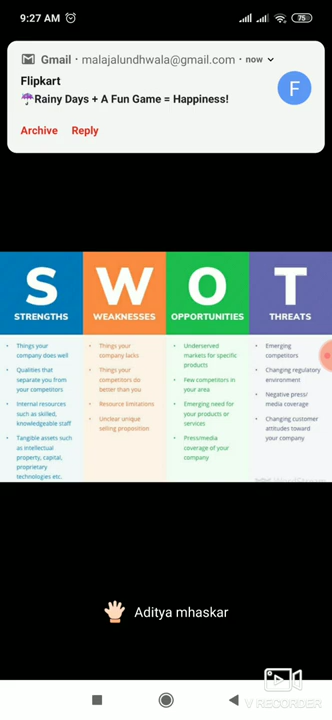 9:27 AM
75
Gmail • malajalundhwala@gmail.com • now
Flipkart
☔Rainy Days + A Fun Game = Happiness!
F
Archive Reply
S W O T
STRENGTHS WEAKNESSES OPPORTUNITIES THREATS
• Things your
company does well
• Qualities that
separate you from
your competitors
• Internal resources
such as skilled,
knowledgeable staff
• Tangible assets such
as intellectual
property, capital,
proprietary
technologies etc.
• Things your
company lacks
• Things your
competitors do
better than you
• Resource limitations
• Unclear unique
selling proposition
• Underserved
markets for specific
products
• Few competitors in
your area
• Emerging need for
your products or
services
• Press/media
coverage of your
company
• Emerging
competitors
• Changing regulatory
environment
• Negative press/
media coverage
• Changing customer
attitudes toward
your company
Aditya mhaskar
V RECORDER